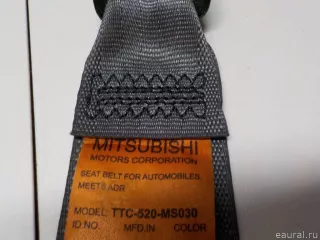 MITSUBISHI
MOTORS CORPORATION
SEAT BELT FOR AUTOMOBILES.
MEETS ADR
MODEL: TTC-520-MS030
ID NO. MFD.IN COLOR
eaural.ru